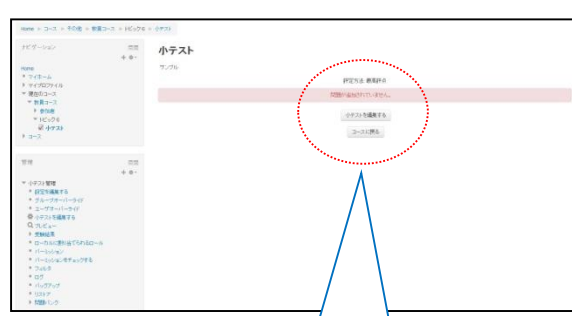 Home > コース > その他 > 教員コース > トピック6 > 小テスト
ナビゲーション
Home
マイホーム
マイプロファイル
現在のコース
教員コース
参加者
トピック6
小テスト
コース
小テスト
サンプル
評定方法: 最高評点
問題が追加されていません。
小テストを編集する
コースに戻る
管理
小テスト管理
設定を編集する
グループオーバーライド
ユーザーオーバーライド
小テストを編集する
プレビュー
受験結果
ローカルに割り当てられるロール
パーミッション
パーミッションをチェックする
フィルタ
ログ
バックアップ
リストア
問題バンク